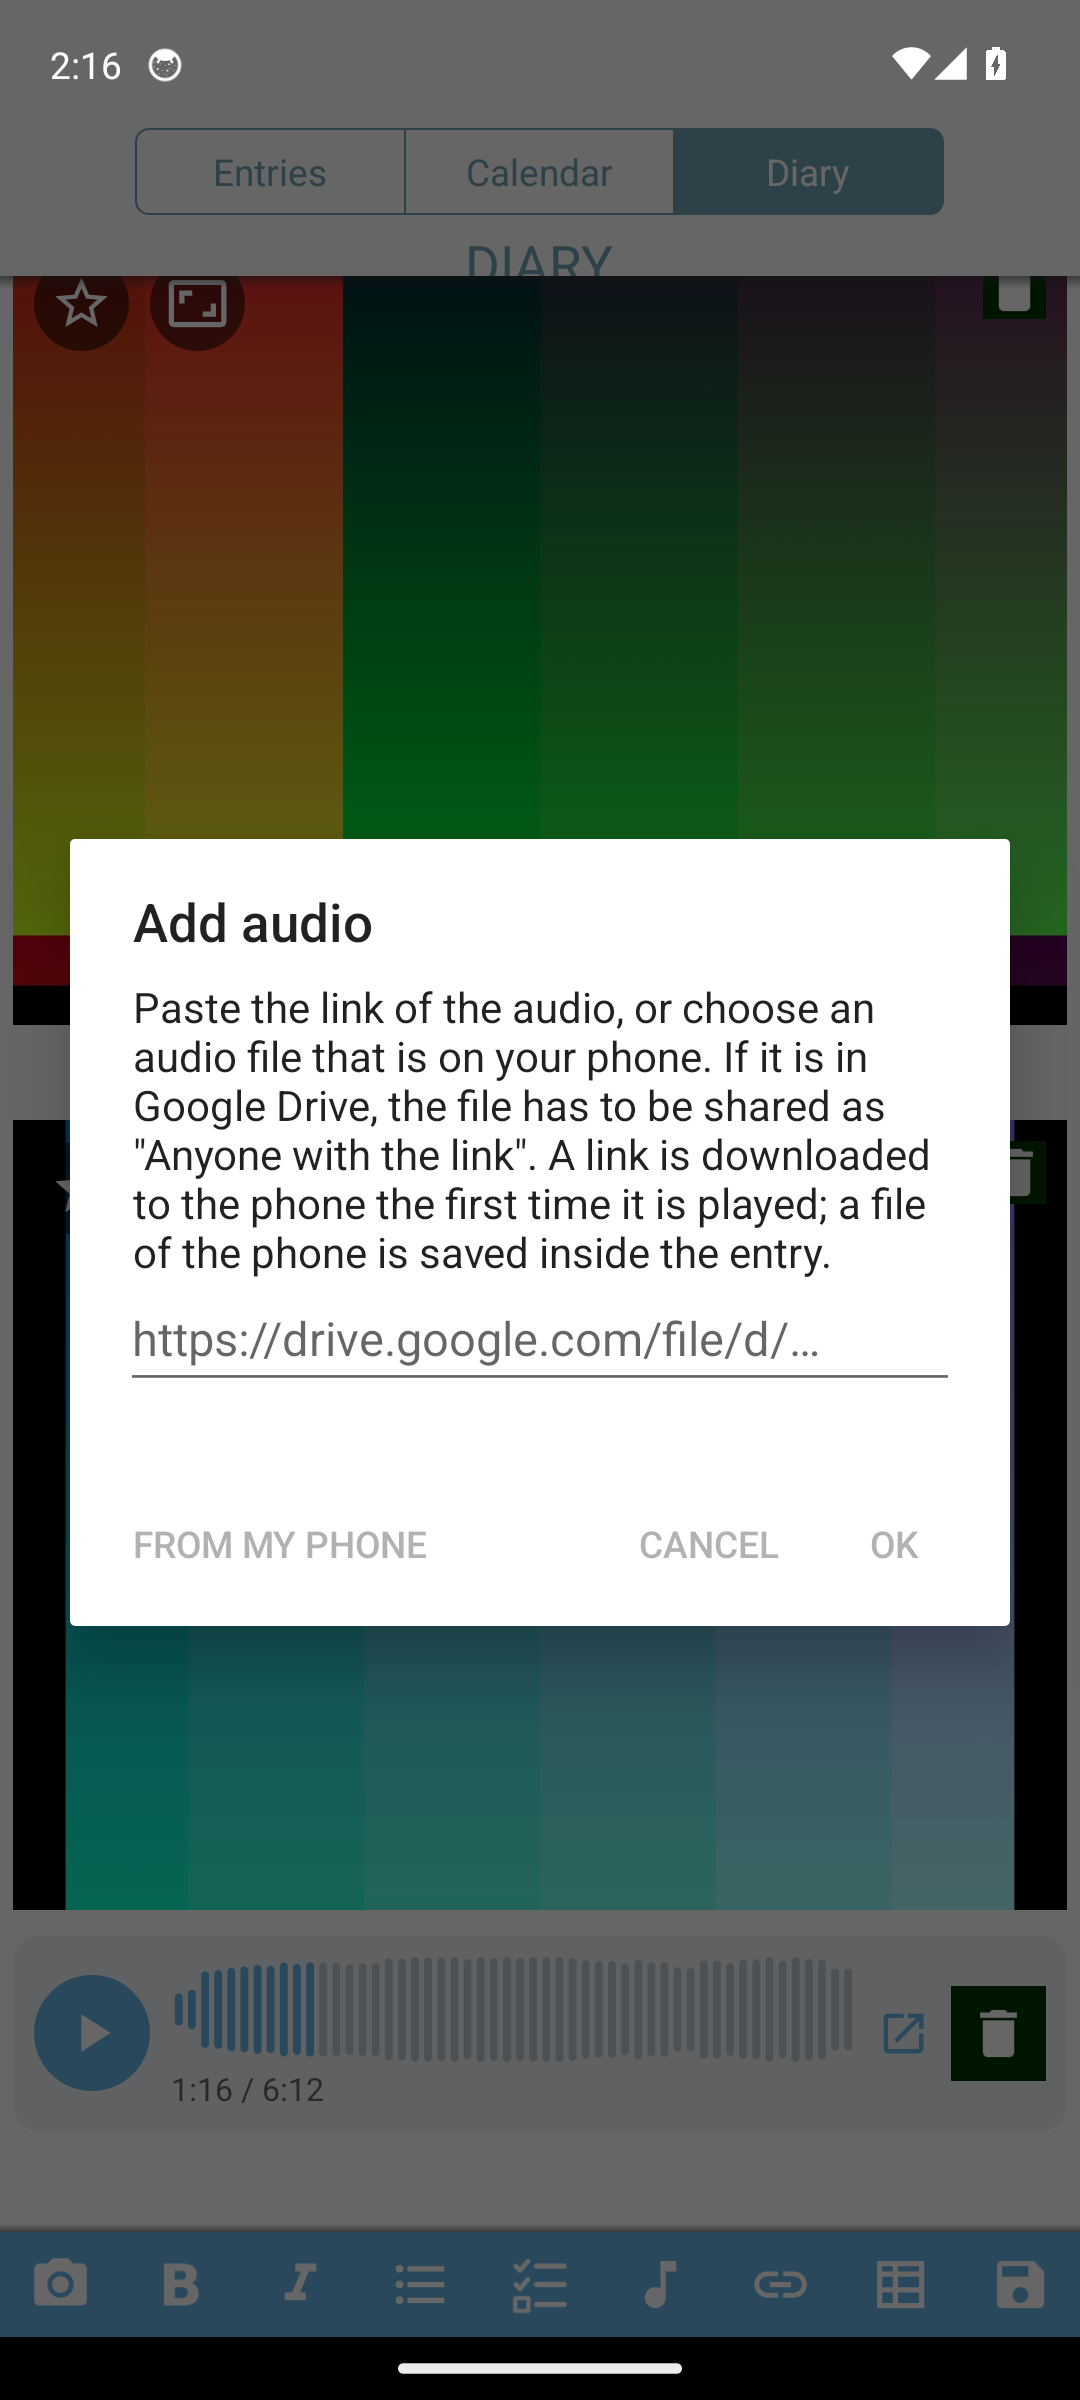 2:16
Entries
Calendar
Diary
DIARY
Add audio
Paste the link of the audio, or choose an
audio file that is on your phone. If it is in
Google Drive, the file has to be shared as
"Anyone with the link". A link is downloaded
to the phone the first time it is played; a file
of the phone is saved inside the entry.
https://drive.google.com/file/d/…
FROM MY PHONE
CANCEL
OK
1:16 / 6:12
B
I